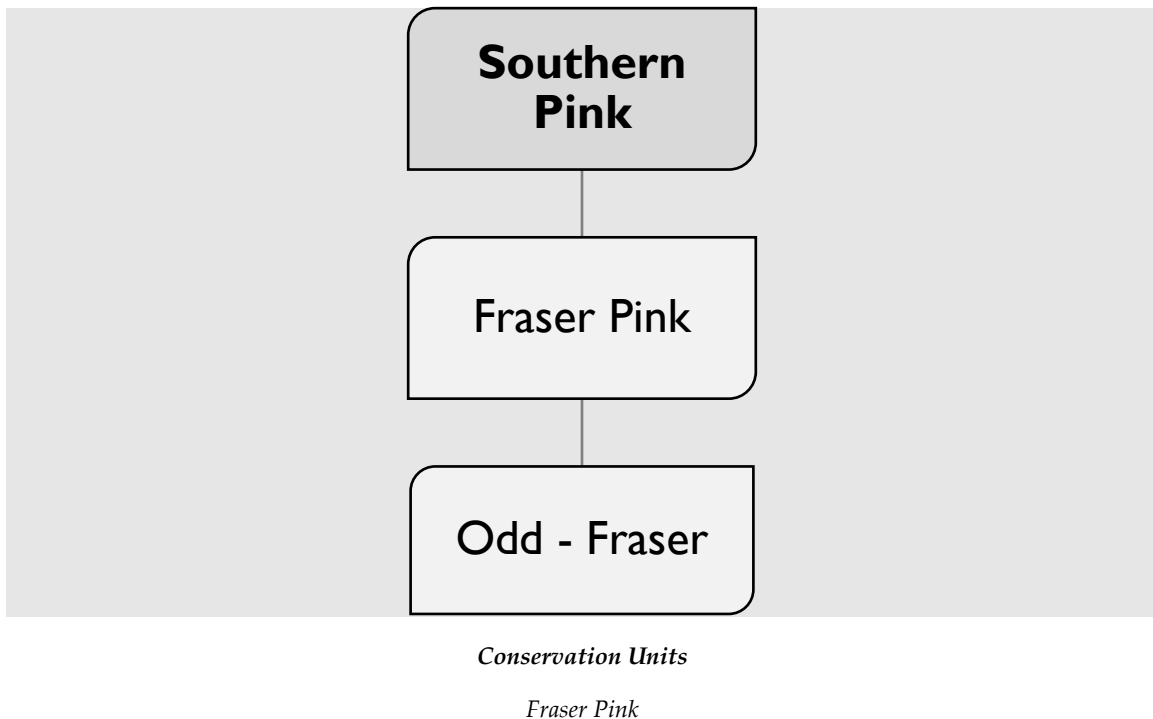 Southern
Pink
Fraser Pink
Odd - Fraser
Conservation Units
Fraser Pink